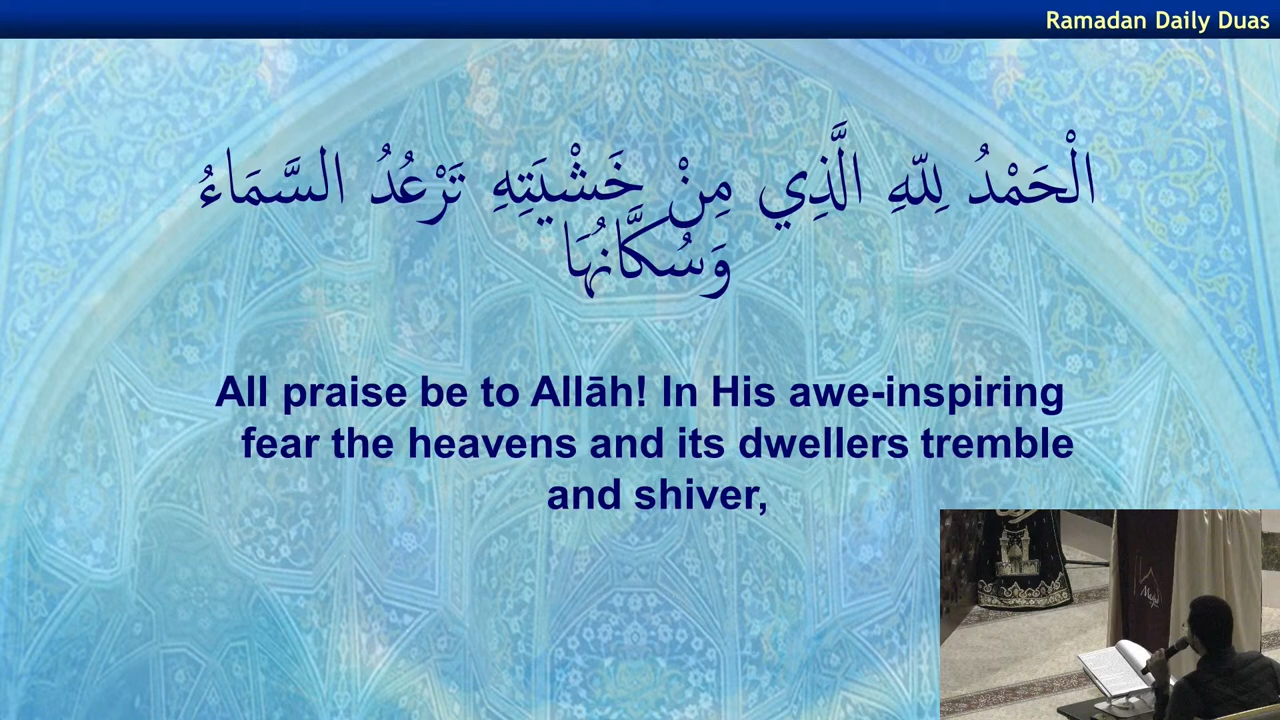 Ramadan Daily Duas
الْحَمْدُ لِلّهِ الَّذِي مِنْ خَشْيَتِهِ تَرْعُدُ السَّمَاءُ
وَسُكَّانُهَا
All praise be to Allāh! In His awe-inspiring
fear the heavens and its dwellers tremble
and shiver,